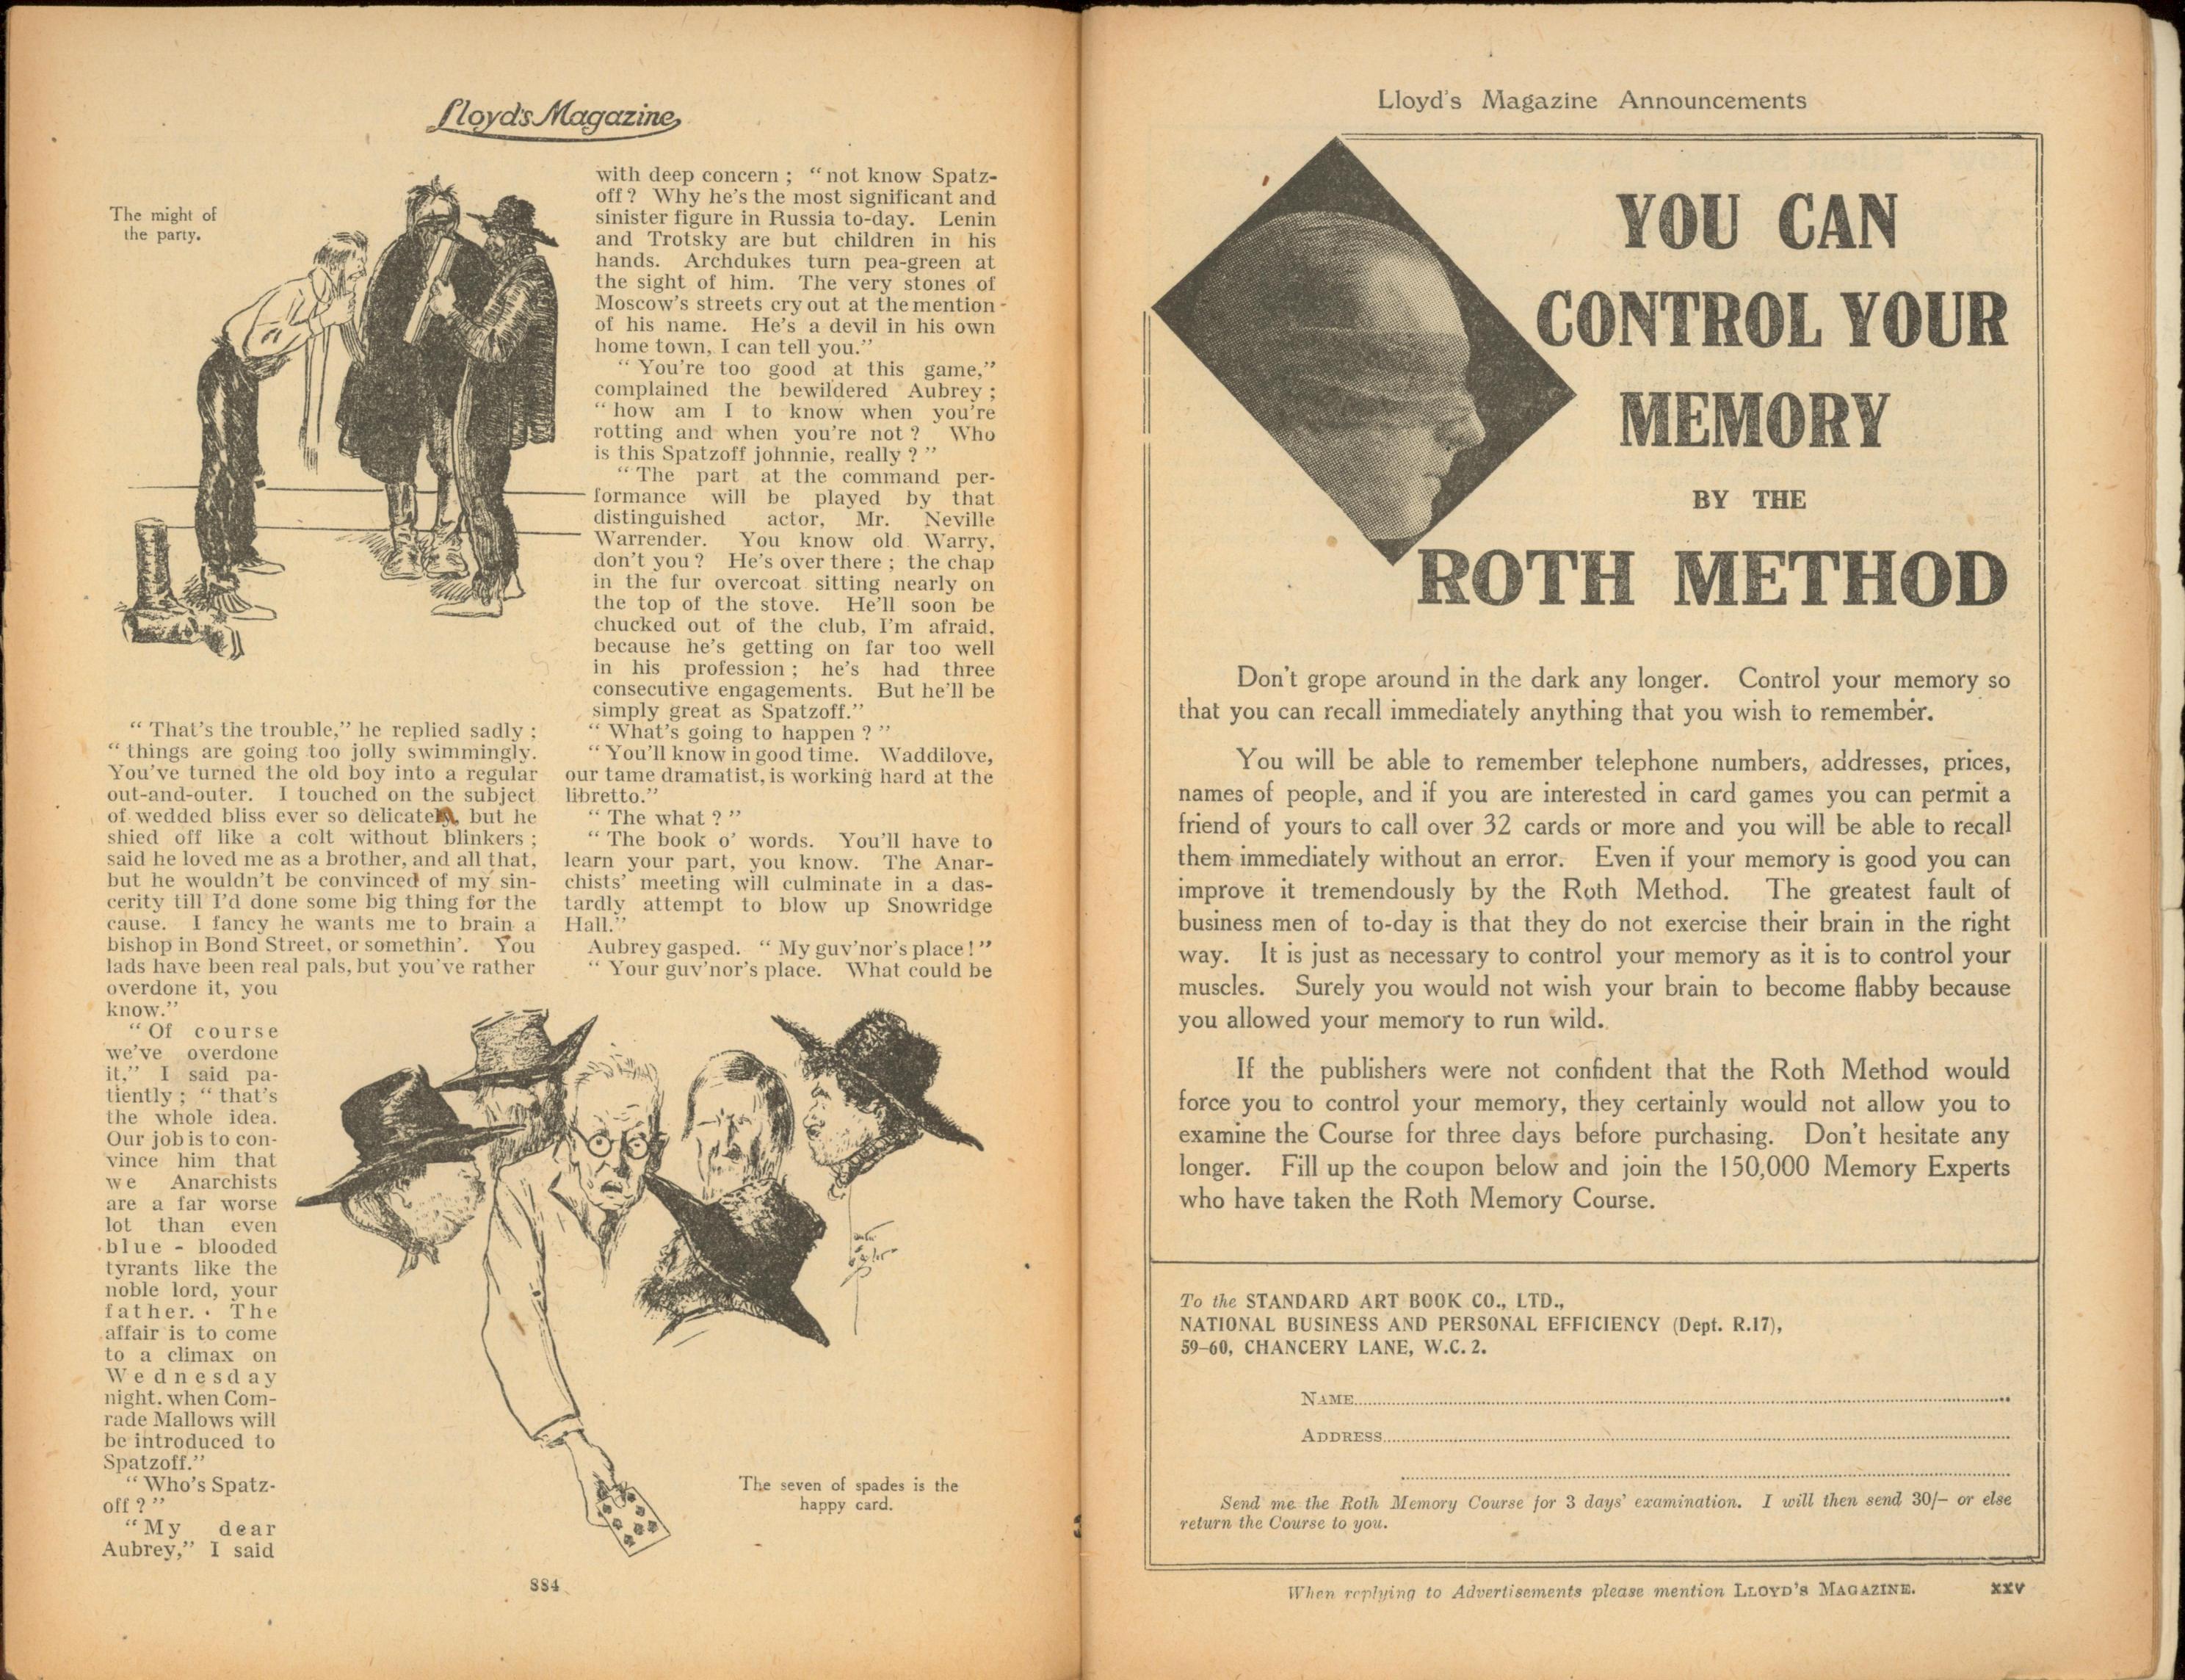 Lloyd's Magazine
The might of
the party.
“ That's the trouble,” he replied sadly ;
“ things are going too jolly swimmingly.
You've turned the old boy into a regular
out-and-outer. I touched on the subject
of wedded bliss ever so delicately, but he
shied off like a colt without blinkers ;
said he loved me as a brother, and all that,
but he wouldn't be convinced of my sin-
cerity till I'd done some big thing for the
cause. I fancy he wants me to brain a
bishop in Bond Street, or somethin'. You
lads have been real pals, but you've rather
overdone it, you
know.”
“ Of course
we've overdone
it,” I said pa-
tiently ; “ that's
the whole idea.
Our job is to con-
vince him that
we Anarchists
are a far worse
lot than even
blue - blooded
tyrants like the
noble lord, your
father. The
affair is to come
to a climax on
Wednesday
night. when Com-
rade Mallows will
be introduced to
Spatzoff.”
“ Who's Spatz-
off ? ”
“ My dear
Aubrey,” I said
with deep concern ; “ not know Spatz-
off ? Why he's the most significant and
sinister figure in Russia to-day. Lenin
and Trotsky are but children in his
hands. Archdukes turn pea-green at
the sight of him. The very stones of
Moscow's streets cry out at the mention
of his name. He's a devil in his own
home town, I can tell you.”
“ You're too good at this game,”
complained the bewildered Aubrey ;
“ how am I to know when you're
rotting and when you're not ? Who
is this Spatzoff johnnie, really ? ”
“ The part at the command per-
formance will be played by that
distinguished actor, Mr. Neville
Warrender. You know old Warry,
don't you ? He's over there ; the chap
in the fur overcoat sitting nearly on
the top of the stove. He'll soon be
chucked out of the club, I'm afraid,
because he's getting on far too well
in his profession ; he's had three
consecutive engagements. But he'll be
simply great as Spatzoff.”
“ What's going to happen ? ”
“ You'll know in good time. Waddilove,
our tame dramatist, is working hard at the
libretto.”
“ The what ? ”
“ The book o' words. You'll have to
learn your part, you know. The Anar-
chists' meeting will culminate in a das-
tardly attempt to blow up Snowridge
Hall.”
Aubrey gasped. “ My guv'nor's place ! ”
“ Your guv'nor's place. What could be
The seven of spades is the
happy card.
884
Lloyd's Magazine Announcements
YOU CAN
CONTROL YOUR
MEMORY
BY THE
ROTH METHOD
Don't grope around in the dark any longer. Control your memory so
that you can recall immediately anything that you wish to remember.
You will be able to remember telephone numbers, addresses, prices,
names of people, and if you are interested in card games you can permit a
friend of yours to call over 32 cards or more and you will be able to recall
them immediately without an error. Even if your memory is good you can
improve it tremendously by the Roth Method. The greatest fault of
business men of to-day is that they do not exercise their brain in the right
way. It is just as necessary to control your memory as it is to control your
muscles. Surely you would not wish your brain to become flabby because
you allowed your memory to run wild.
If the publishers were not confident that the Roth Method would
force you to control your memory, they certainly would not allow you to
examine the Course for three days before purchasing. Don't hesitate any
longer. Fill up the coupon below and join the 150,000 Memory Experts
who have taken the Roth Memory Course.
To the STANDARD ART BOOK CO., LTD.,
NATIONAL BUSINESS AND PERSONAL EFFICIENCY (Dept. R.17),
59-60, CHANCERY LANE, W.C. 2.
NAME
ADDRESS
Send me the Roth Memory Course for 3 days' examination. I will then send 30/- or else
return the Course to you.
When replying to Advertisements please mention LLOYD'S MAGAZINE.
xxv